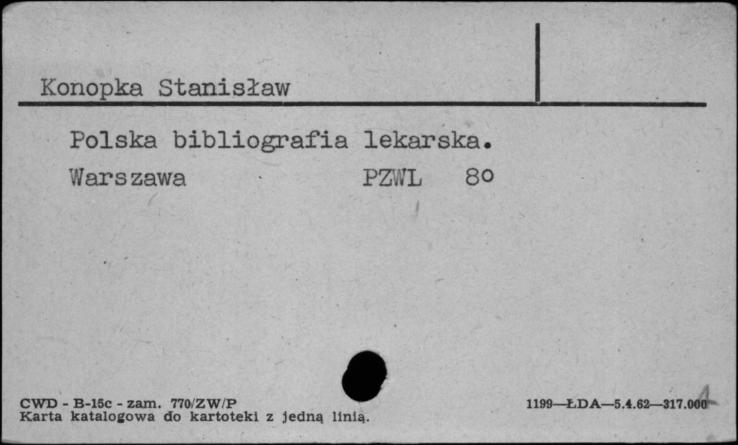 Konopka Stanisław
Polska bibliografia lekarska.
Warszawa PZWL 8o
CWD - B-15c - zam. 770/ZW/P
1199—ŁDA—5.4.62—317.000
Karta katalogowa do kartoteki z jedną linią.